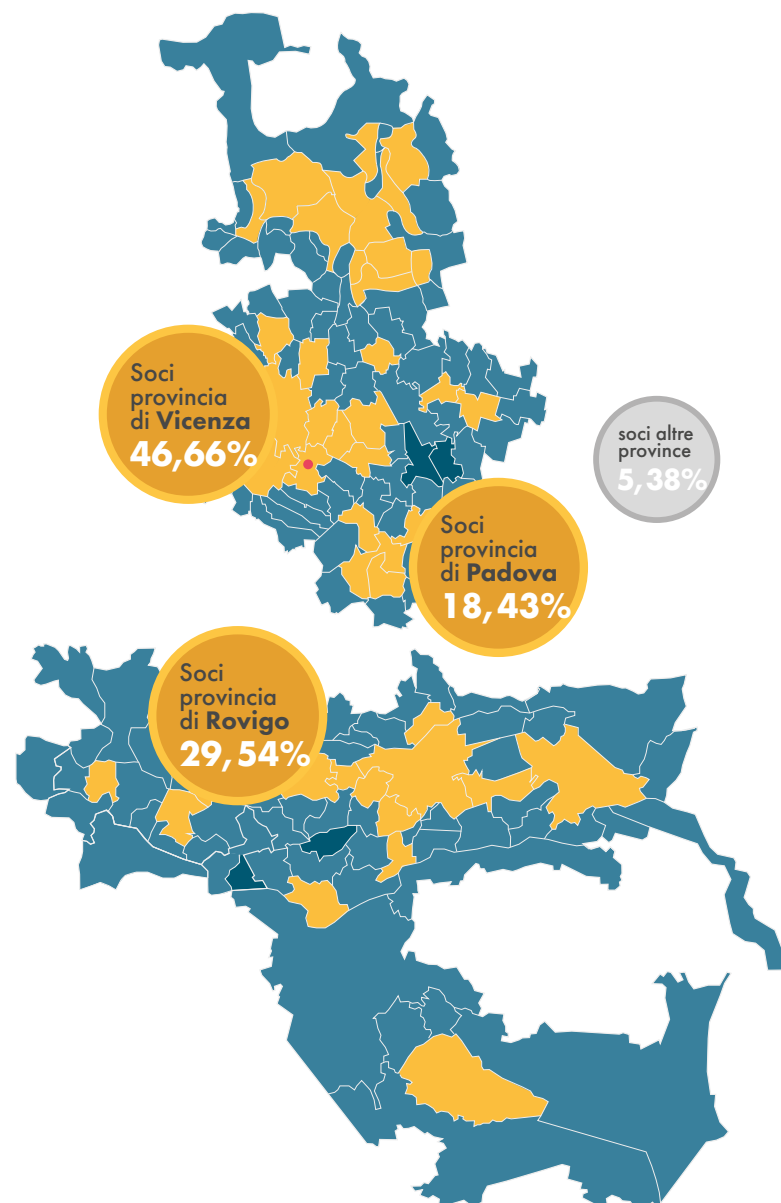 Soci
provincia
di Vicenza
46,66%
soci altre
province
5,38%
Soci
provincia
di Padova
18,43%
Soci
provincia
di Rovigo
29,54%